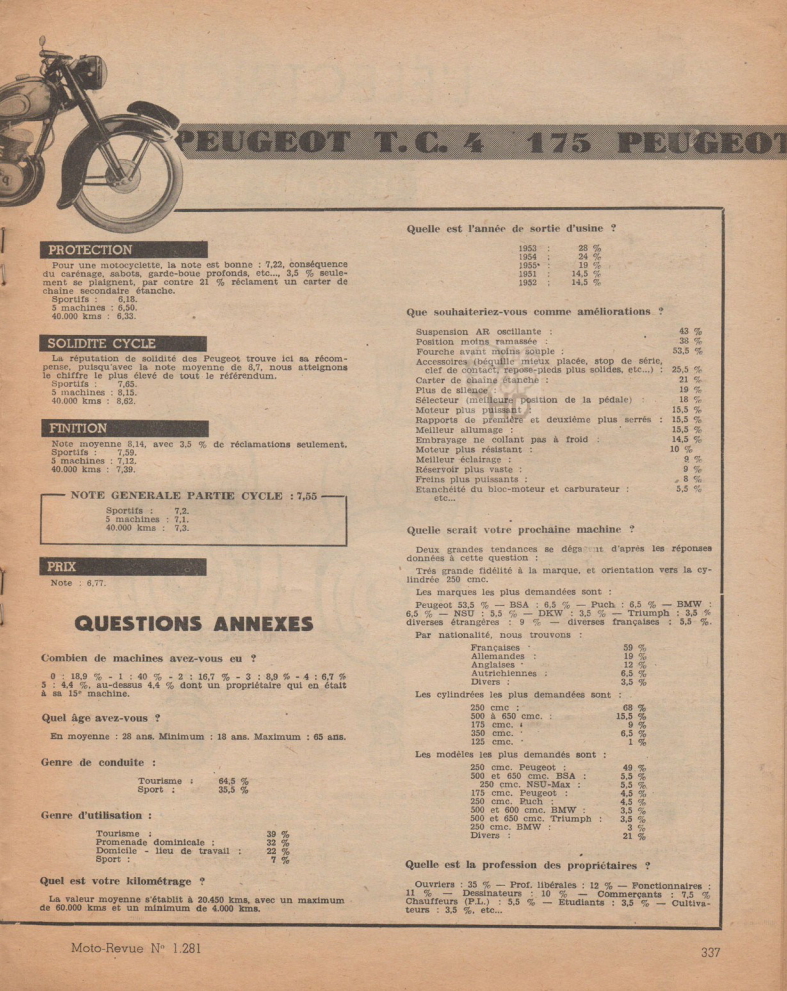 PEUGEOT T.C. 4 175 PEUGEOT
PROTECTION
Pour une motocyclette, la note est bonne : 7,22, conséquence
du carénage, sabots, garde-boue profonds, etc..., 3,5 % seule-
ment se plaignent, par contre 21 % réclament un carter de
chaîne secondaire étanche.
Sportifs : 6,18.
5 machines : 6,50.
40.000 kms : 6,33.
SOLIDITE CYCLE
La réputation de solidité des Peugeot trouve ici sa récom-
pense, puisqu'avec la note moyenne de 8,7, nous atteignons
le chiffre le plus élevé de tout le référendum.
Sportifs : 7,65.
5 machines : 8,15.
40.000 kms : 8,62.
FINITION
Note moyenne 8,14, avec 3,5 % de réclamations seulement.
Sportifs : 7,59.
5 machines : 7,12.
40.000 kms : 7,39.
NOTE GENERALE PARTIE CYCLE : 7,55
Sportifs : 7,2.
5 machines : 7,1.
40.000 kms : 7,3.
PRIX
Note : 6,77.
QUESTIONS ANNEXES
Combien de machines avez-vous eu ?
0 : 18,9 % - 1 : 40 % - 2 : 16,7 % - 3 : 8,9 % - 4 : 6,7 %
5 : 4,4 %, au-dessus 4,4 % dont un propriétaire qui en était
à sa 15e machine.
Quel âge avez-vous ?
En moyenne : 28 ans. Minimum : 18 ans. Maximum : 65 ans.
Genre de conduite :
Tourisme : 64,5 %
Sport : 35,5 %
Genre d'utilisation :
Tourisme : 39 %
Promenade dominicale : 32 %
Domicile - lieu de travail : 22 %
Sport : 7 %
Quel est votre kilométrage ?
La valeur moyenne s'établit à 20.450 kms, avec un maximum
de 60.000 kms et un minimum de 4.000 kms.
Quelle est l'année de sortie d'usine ?
1953 : 28 %
1954 : 24 %
1955 : 19 %
1951 : 14,5 %
1952 : 14,5 %
Que souhaiteriez-vous comme améliorations ?
Suspension AR oscillante : 43 %
Position moins ramassée : 38 %
Fourche avant moins souple : 53,5 %
Accessoires (béquille mieux placée, stop de série,
clef de contact, repose-pieds plus solides, etc...) : 25,5 %
Carter de chaîne étanche : 21 %
Plus de silence : 19 %
Sélecteur (meilleure position de la pédale) : 18 %
Moteur plus puissant : 15,5 %
Rapports de première et deuxième plus serrés : 15,5 %
Meilleur allumage : 15,5 %
Embrayage ne collant pas à froid : 14,5 %
Moteur plus résistant : 10 %
Meilleur éclairage : 9 %
Réservoir plus vaste : 9 %
Freins plus puissants : 8 %
Etanchéité du bloc-moteur et carburateur : 5,5 %
etc...
Quelle serait votre prochaine machine ?
Deux grandes tendances se dégagent d'après les réponses
données à cette question :
Très grande fidélité à la marque, et orientation vers la cy-
lindrée 250 cmc.
Les marques les plus demandées sont :
Peugeot 53,5 % — BSA : 6,5 % — Puch : 6,5 % — BMW :
6,5 % — NSU : 5,5 % — DKW : 3,5 % — Triumph : 3,5 %
diverses étrangères : 9 % — diverses françaises : 5,5 %.
Par nationalité, nous trouvons :
Françaises 59 %
Allemandes : 19 %
Anglaises : 12 %
Autrichiennes : 6,5 %
Divers : 3,5 %
Les cylindrées les plus demandées sont :
250 cmc : 68 %
500 à 650 cmc. : 15,5 %
175 cmc. : 9 %
350 cmc. 6,5 %
125 cmc. 1 %
Les modèles les plus demandés sont :
250 cmc. Peugeot : 49 %
500 et 650 cmc. BSA : 5,5 %
250 cmc. NSU-Max : 5,5 %
175 cmc. Peugeot : 4,5 %
250 cmc. Puch : 4,5 %
500 et 600 cmc. BMW : 3,5 %
500 et 650 cmc. Triumph : 3,5 %
250 cmc. BMW : 3 %
Divers : 21 %
Quelle est la profession des propriétaires ?
Ouvriers : 35 % — Prof. libérales : 12 % — Fonctionnaires :
11 % — Dessinateurs : 10 % — Commerçants : 7,5 %
Chauffeurs (P.L.) : 5,5 % — Etudiants : 3,5 % — Cultiva-
teurs : 3,5 %, etc...
Moto-Revue N° 1.281
337